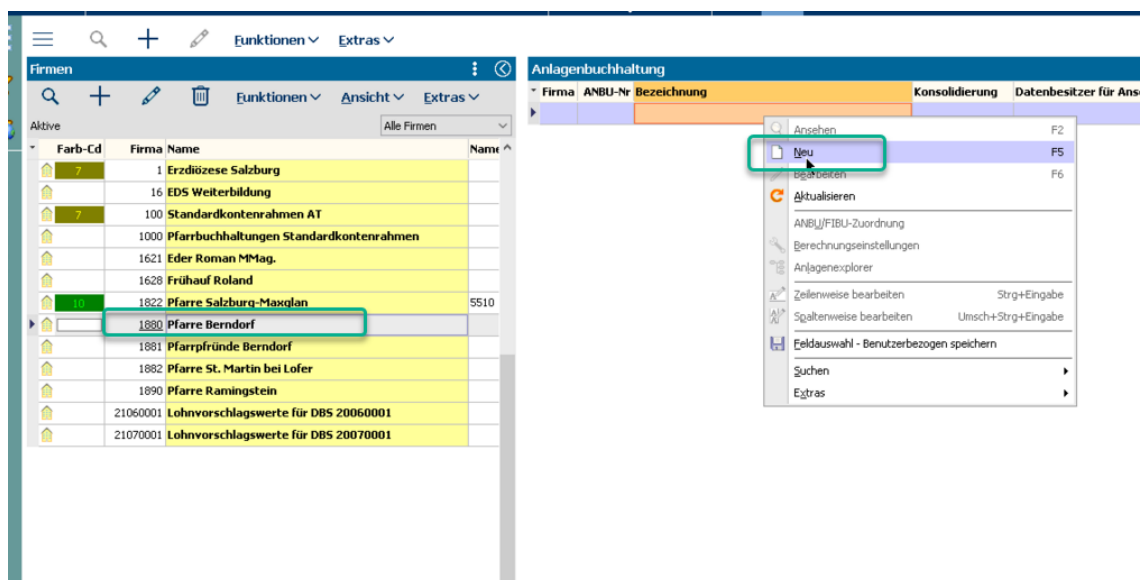 Funktionen Extras
Firmen
Funktionen Ansicht Extras
Aktive Alle Firmen
Farb-Cd Firma Name Name
7 1 Erzdiözese Salzburg
16 EDS Weiterbildung
7 100 Standardkontenrahmen AT
1000 Pfarrbuchhaltungen Standardkontenrahmen
1621 Eder Roman MMag.
1628 Frühauf Roland
10 1822 Pfarre Salzburg-Maxglan 5510
1880 Pfarre Berndorf
1881 Pfarrpfründe Berndorf
1882 Pfarre St. Martin bei Lofer
1890 Pfarre Ramingstein
21060001 Lohnvorschlagswerte für DBS 20060001
21070001 Lohnvorschlagswerte für DBS 20070001
Anlagenbuchhaltung
Firma ANBU-Nr Bezeichnung Konsolidierung Datenbesitzer für Ans
Ansehen F2
Neu F5
Bearbeiten F6
Aktualisieren
ANBU/FIBU-Zuordnung
Berechnungseinstellungen
Anlagenexplorer
Zeilenweise bearbeiten Strg+Eingabe
Spaltenweise bearbeiten Umsch+Strg+Eingabe
Feldauswahl - Benutzerbezogen speichern
Suchen
Extras